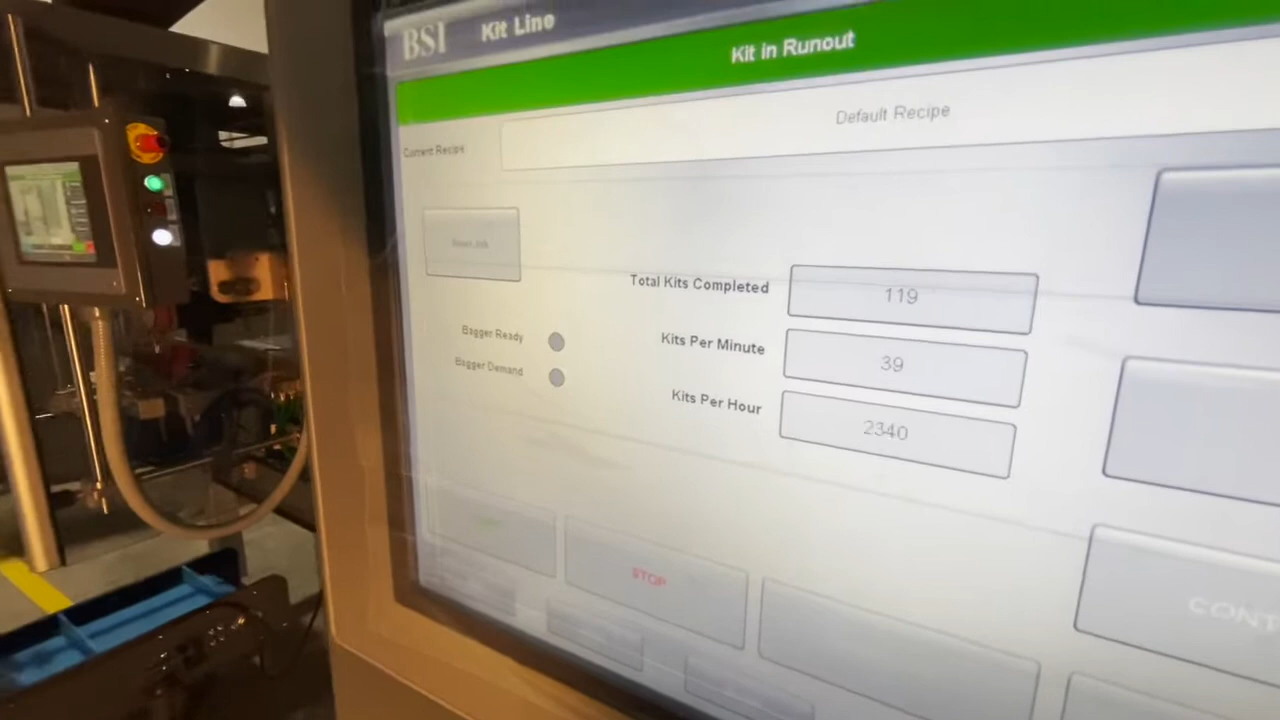 BSI Kit Line
Kit in Runout
Current Recipe Default Recipe
Total Kits Completed 119
Bagger Ready
Kits Per Minute 39
Bagger Demand
Kits Per Hour 2340
STOP
CONT